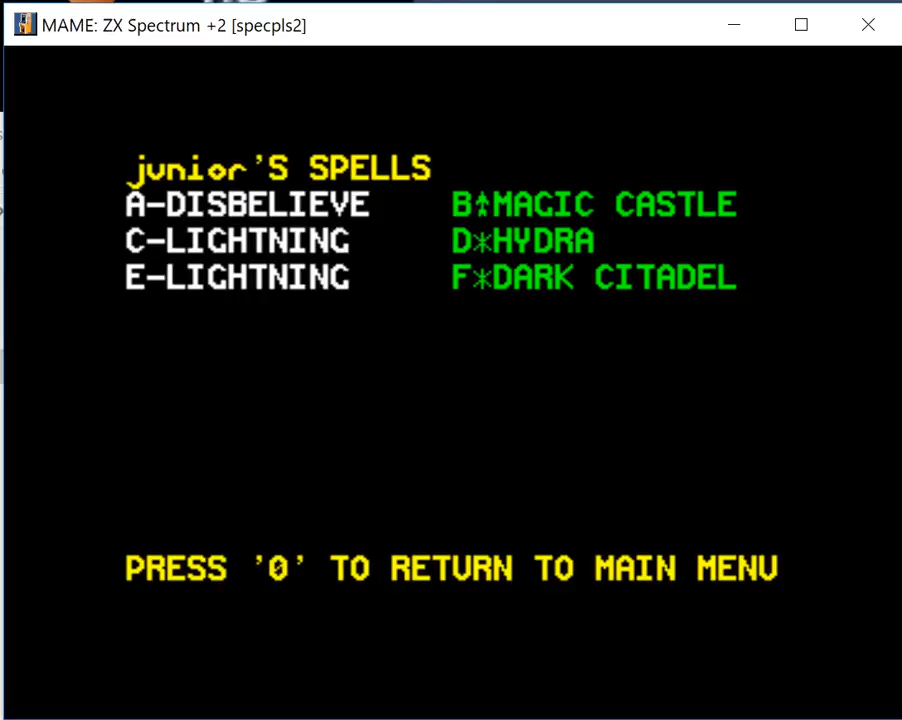 MAME: ZX Spectrum +2 [specpls2]
junior'S SPELLS
A-DISBELIEVE B⇡MAGIC CASTLE
C-LIGHTNING D*HYDRA
E-LIGHTNING F*DARK CITADEL
PRESS '0' TO RETURN TO MAIN MENU